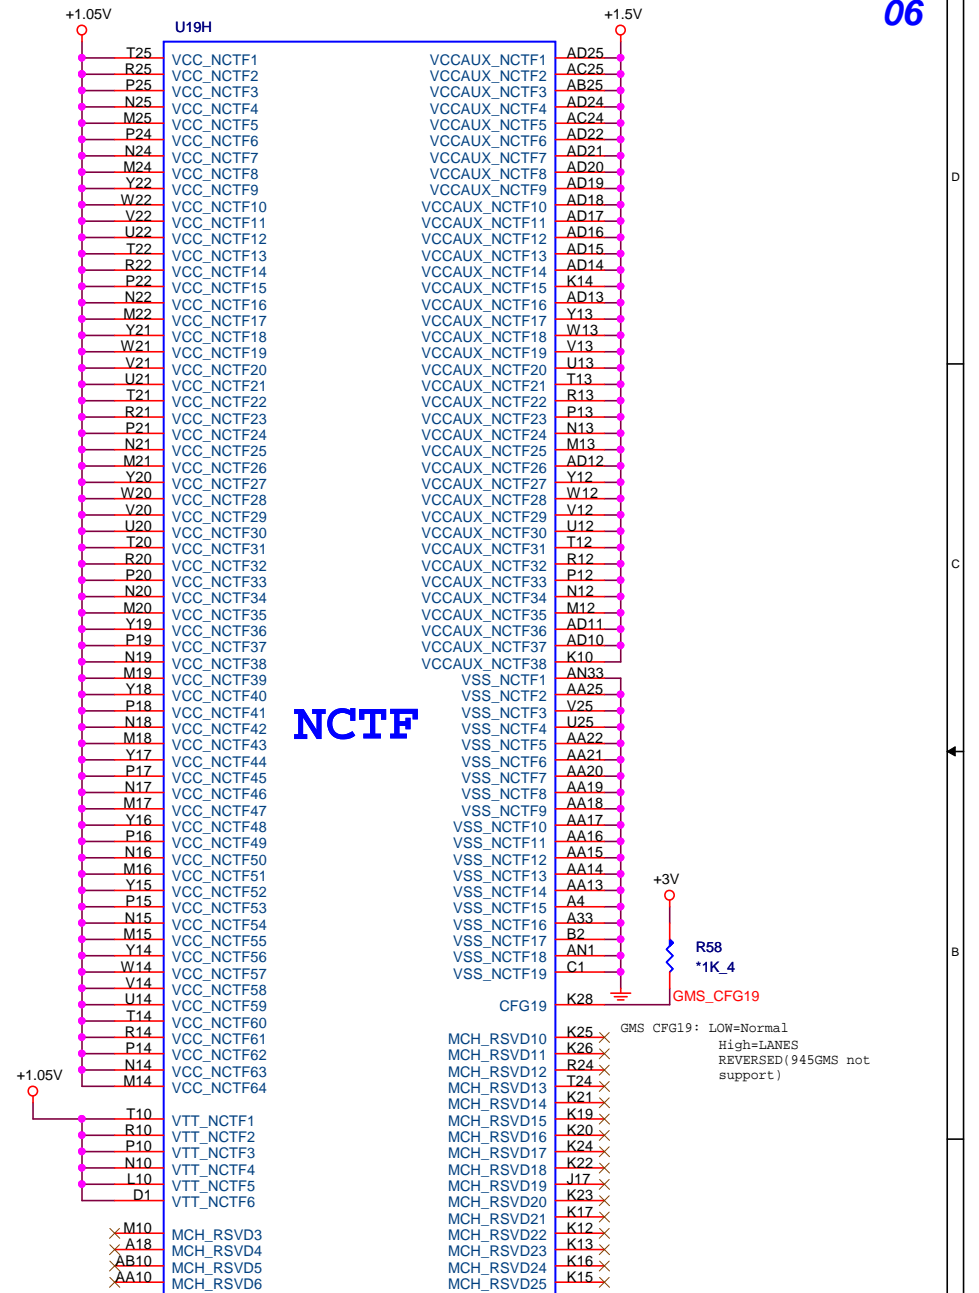 +1.05V +1.5V 06
U19H
T25 VCC_NCTF1 VCCAUX_NCTF1 AD25
R25 VCC_NCTF2 VCCAUX_NCTF2 AC25
P25 VCC_NCTF3 VCCAUX_NCTF3 AB25
N25 VCC_NCTF4 VCCAUX_NCTF4 AD24
M25 VCC_NCTF5 VCCAUX_NCTF5 AC24
P24 VCC_NCTF6 VCCAUX_NCTF6 AD22
N24 VCC_NCTF7 VCCAUX_NCTF7 AD21
M24 VCC_NCTF8 VCCAUX_NCTF8 AD20
Y22 VCC_NCTF9 VCCAUX_NCTF9 AD19
W22 VCC_NCTF10 VCCAUX_NCTF10 AD18
V22 VCC_NCTF11 VCCAUX_NCTF11 AD17
U22 VCC_NCTF12 VCCAUX_NCTF12 AD16
T22 VCC_NCTF13 VCCAUX_NCTF13 AD15
R22 VCC_NCTF14 VCCAUX_NCTF14 AD14
P22 VCC_NCTF15 VCCAUX_NCTF15 K14
N22 VCC_NCTF16 VCCAUX_NCTF16 AD13
M22 VCC_NCTF17 VCCAUX_NCTF17 Y13
Y21 VCC_NCTF18 VCCAUX_NCTF18 W13
W21 VCC_NCTF19 VCCAUX_NCTF19 V13
V21 VCC_NCTF20 VCCAUX_NCTF20 U13
U21 VCC_NCTF21 VCCAUX_NCTF21 T13
T21 VCC_NCTF22 VCCAUX_NCTF22 R13
R21 VCC_NCTF23 VCCAUX_NCTF23 P13
P21 VCC_NCTF24 VCCAUX_NCTF24 N13
N21 VCC_NCTF25 VCCAUX_NCTF25 M13
M21 VCC_NCTF26 VCCAUX_NCTF26 AD12
Y20 VCC_NCTF27 VCCAUX_NCTF27 Y12
W20 VCC_NCTF28 VCCAUX_NCTF28 W12
V20 VCC_NCTF29 VCCAUX_NCTF29 V12
U20 VCC_NCTF30 VCCAUX_NCTF30 U12
T20 VCC_NCTF31 VCCAUX_NCTF31 T12
R20 VCC_NCTF32 VCCAUX_NCTF32 R12
P20 VCC_NCTF33 VCCAUX_NCTF33 P12
N20 VCC_NCTF34 VCCAUX_NCTF34 N12
M20 VCC_NCTF35 VCCAUX_NCTF35 M12
Y19 VCC_NCTF36 VCCAUX_NCTF36 AD11
P19 VCC_NCTF37 VCCAUX_NCTF37 AD10
N19 VCC_NCTF38 VCCAUX_NCTF38 K10
M19 VCC_NCTF39 VSS_NCTF1 AN33
Y18 VCC_NCTF40 VSS_NCTF2 AA25
P18 VCC_NCTF41 VSS_NCTF3 V25
N18 VCC_NCTF42 VSS_NCTF4 U25
M18 VCC_NCTF43 VSS_NCTF5 AA22
Y17 VCC_NCTF44 VSS_NCTF6 AA21
P17 VCC_NCTF45 VSS_NCTF7 AA20
N17 VCC_NCTF46 VSS_NCTF8 AA19
M17 VCC_NCTF47 VSS_NCTF9 AA18
Y16 VCC_NCTF48 VSS_NCTF10 AA17
P16 VCC_NCTF49 VSS_NCTF11 AA16
N16 VCC_NCTF50 VSS_NCTF12 AA15
M16 VCC_NCTF51 VSS_NCTF13 AA14
Y15 VCC_NCTF52 VSS_NCTF14 AA13
P15 VCC_NCTF53 VSS_NCTF15 A4
N15 VCC_NCTF54 VSS_NCTF16 A33
M15 VCC_NCTF55 VSS_NCTF17 B2
Y14 VCC_NCTF56 VSS_NCTF18 AN1
W14 VCC_NCTF57 VSS_NCTF19 C1
V14 VCC_NCTF58
U14 VCC_NCTF59 CFG19 K28
T14 VCC_NCTF60
R14 VCC_NCTF61 MCH_RSVD10 K25
P14 VCC_NCTF62 MCH_RSVD11 K26
N14 VCC_NCTF63 MCH_RSVD12 R24
M14 VCC_NCTF64 MCH_RSVD13 T24
MCH_RSVD14 K21
T10 VTT_NCTF1 MCH_RSVD15 K19
R10 VTT_NCTF2 MCH_RSVD16 K20
P10 VTT_NCTF3 MCH_RSVD17 K24
N10 VTT_NCTF4 MCH_RSVD18 K22
L10 VTT_NCTF5 MCH_RSVD19 J17
D1 VTT_NCTF6 MCH_RSVD20 K23
MCH_RSVD21 K17
M10 MCH_RSVD3 MCH_RSVD22 K12
A18 MCH_RSVD4 MCH_RSVD23 K13
AB10 MCH_RSVD5 MCH_RSVD24 K16
AA10 MCH_RSVD6 MCH_RSVD25 K15
NCTF
+1.05V
+3V
R58
*1K_4
GMS_CFG19
GMS CFG19: LOW=Normal
High=LANES
REVERSED(945GMS not
support)
D
C
B